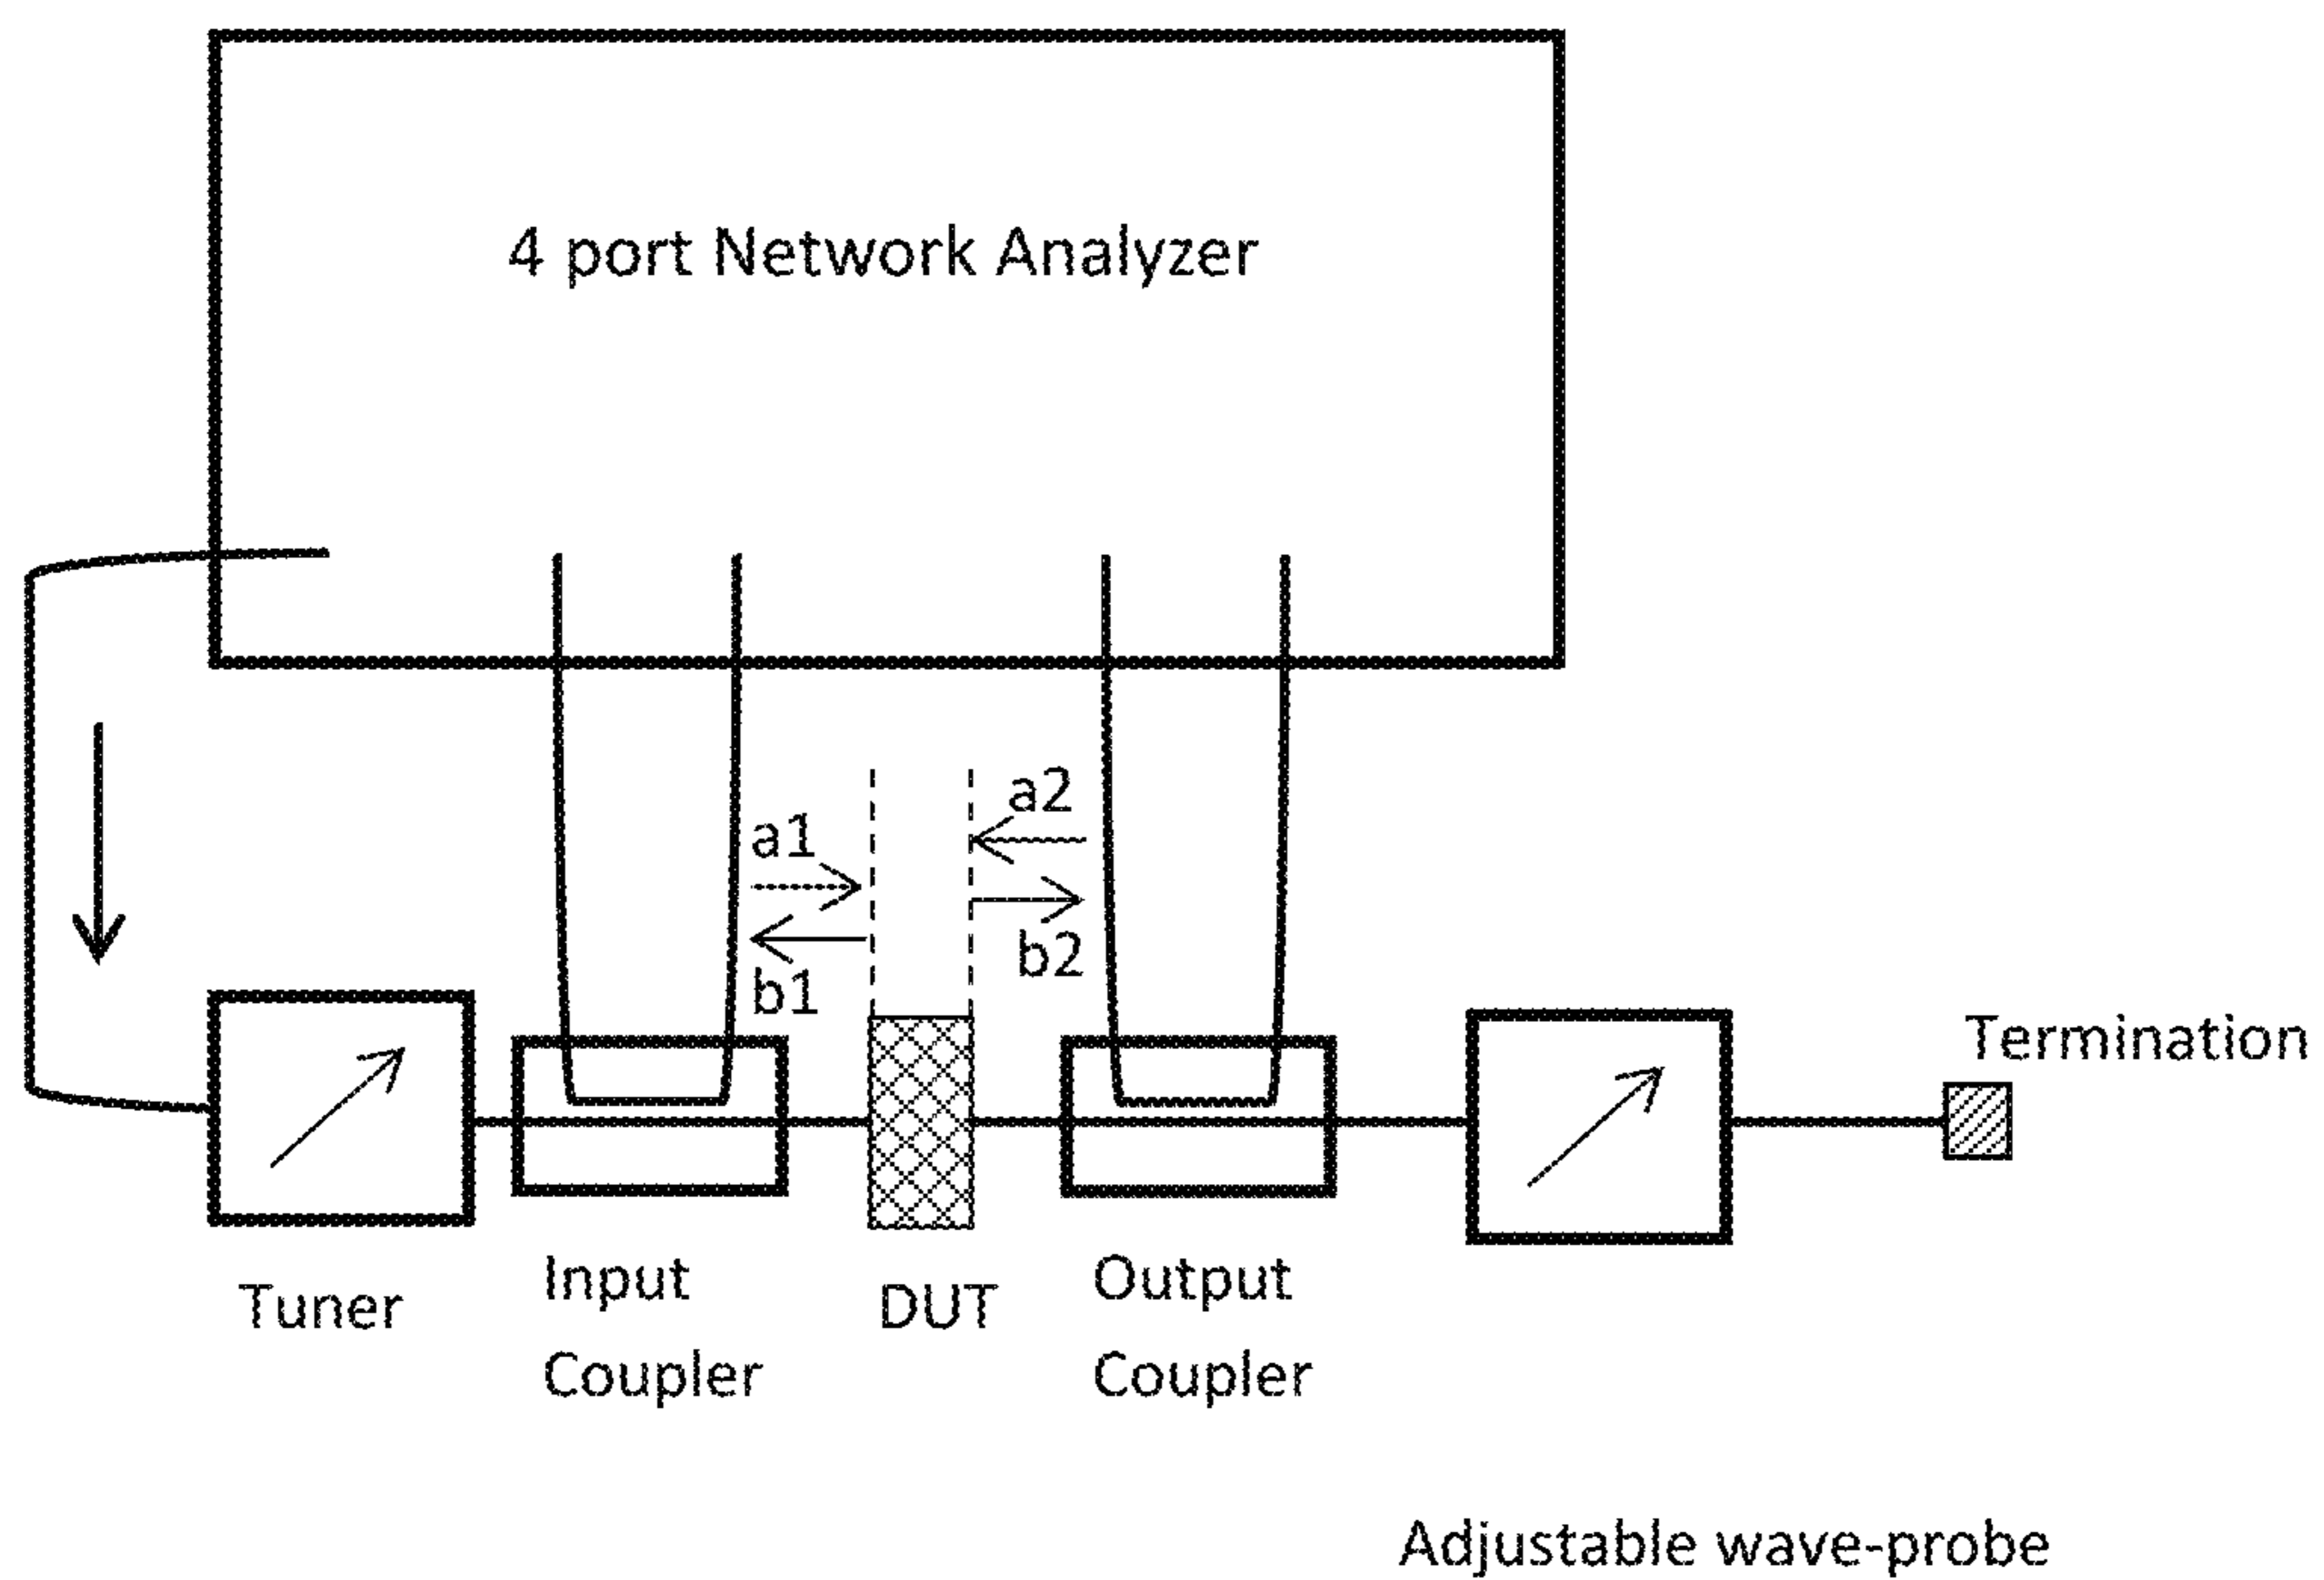 4 port Network Analyzer
a2
a1
b2
b1
Termination
Tuner
Input
Coupler
DUT
Output
Coupler
Adjustable wave-probe